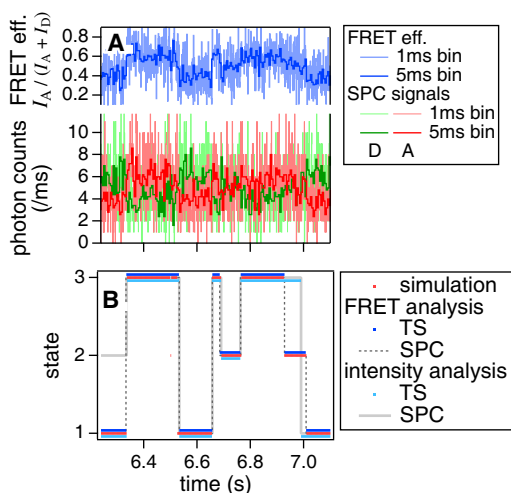 A
FRET eff.
I_A / (I_A + I_D)
0.8
0.6
0.4
0.2
FRET eff.
1ms bin
5ms bin
SPC signals
1ms bin
5ms bin
D A
photon counts
(/ms)
10
8
6
4
2
0
B
state
3
2
1
6.4 6.6 6.8 7.0
time (s)
simulation
FRET analysis
TS
SPC
intensity analysis
TS
SPC